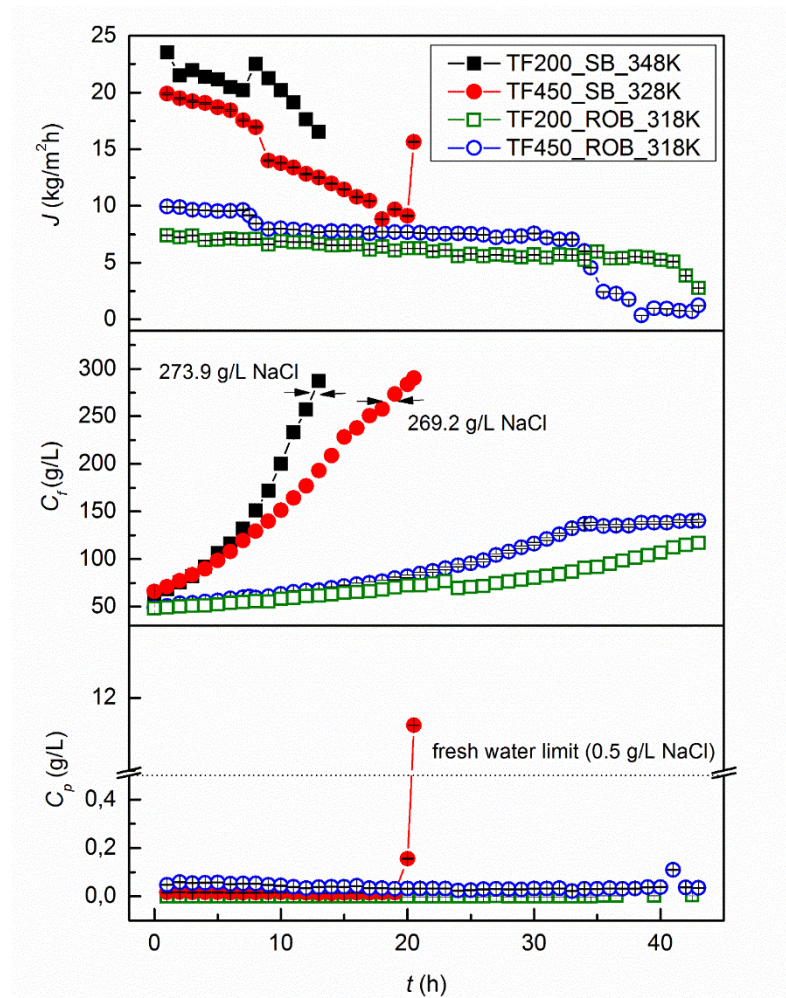 25
20
15
10
5
0
J (kg/m²h)
TF200_SB_348K
TF450_SB_328K
TF200_ROB_318K
TF450_ROB_318K
300
250
200
150
100
50
C_f (g/L)
273.9 g/L NaCl
269.2 g/L NaCl
12
0,4
0,2
0,0
C_p (g/L)
fresh water limit (0.5 g/L NaCl)
0 10 20 30 40
t (h)